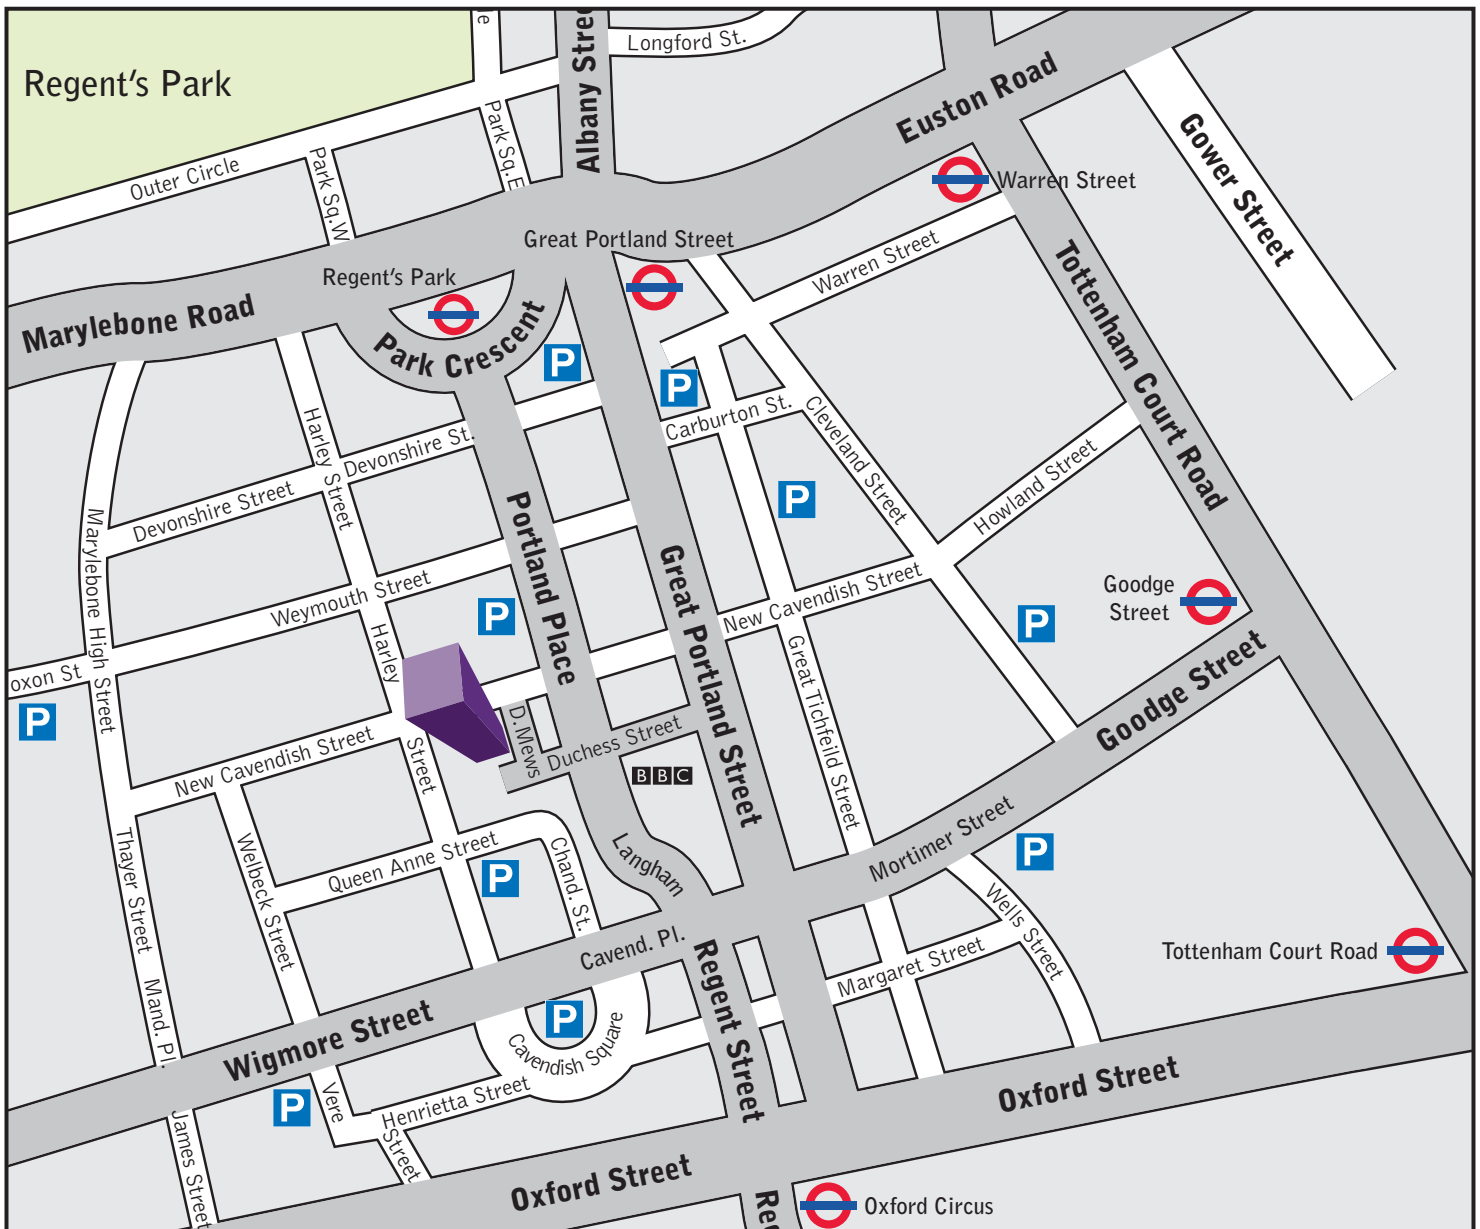 Longford St.
Albany Stree
Regent's Park
Euston Road
Park Sq.E
Gower Street
Outer Circle
Park Sq.W
Warren Street
Great Portland Street
Warren Street
Regent's Park
Marylebone Road
Park Crescent
Tottenham Court Road
P
P
Carburton St.
Cleveland Street
Harley Street
Devonshire St.
Devonshire Street
Howland Street
P
Marylebone High Street
Portland Place
Great Portland Street
Weymouth Street
New Cavendish Street
Goodge
Street
P
P
Harley
Street
Great Tichfeild Street
Goodge Street
oxon St
P
D.Mews
Duchess Street
New Cavendish Street
BBC
Thayer Street
Welbeck Street
Queen Anne Street
P
Chand. St.
Langham
Mortimer Street
P
Wells Street
Cavend. Pl.
Regent Street
Margaret Street
Tottenham Court Road
Mand. Pl.
Wigmore Street
P
Cavendish Square
P
Vere
Street
Henrietta Street
Oxford Street
James Street
Oxford Street
Re
Oxford Circus